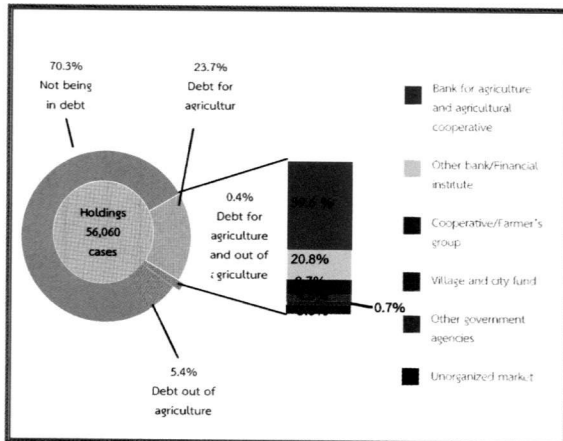 70.3%
Not being
in debt
23.7%
Debt for
agricultur
0.4%
Debt for
agriculture
and out of
griculture
5.4%
Debt out of
agriculture
Holdings
56,060
cases
20.8%
0.7%
Bank for agriculture
and agricultural
cooperative
Other bank/Financial
institute
Cooperative/Farmer's
group
Village and city fund
Other government
agencies
Unorganized market